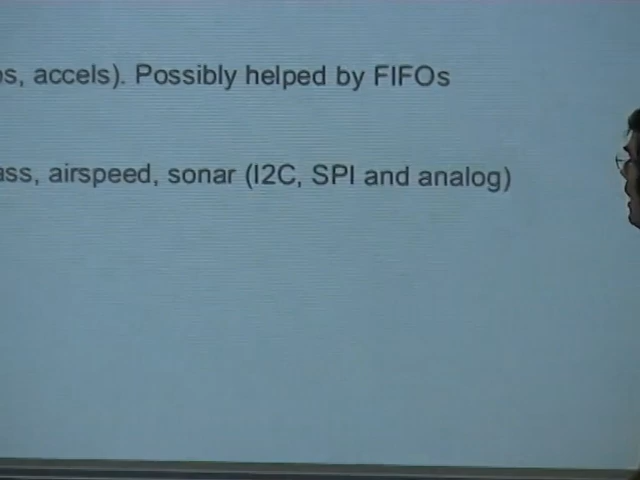 accels). Possibly helped by FIFOs
airspeed, sonar (I2C, SPI and analog)